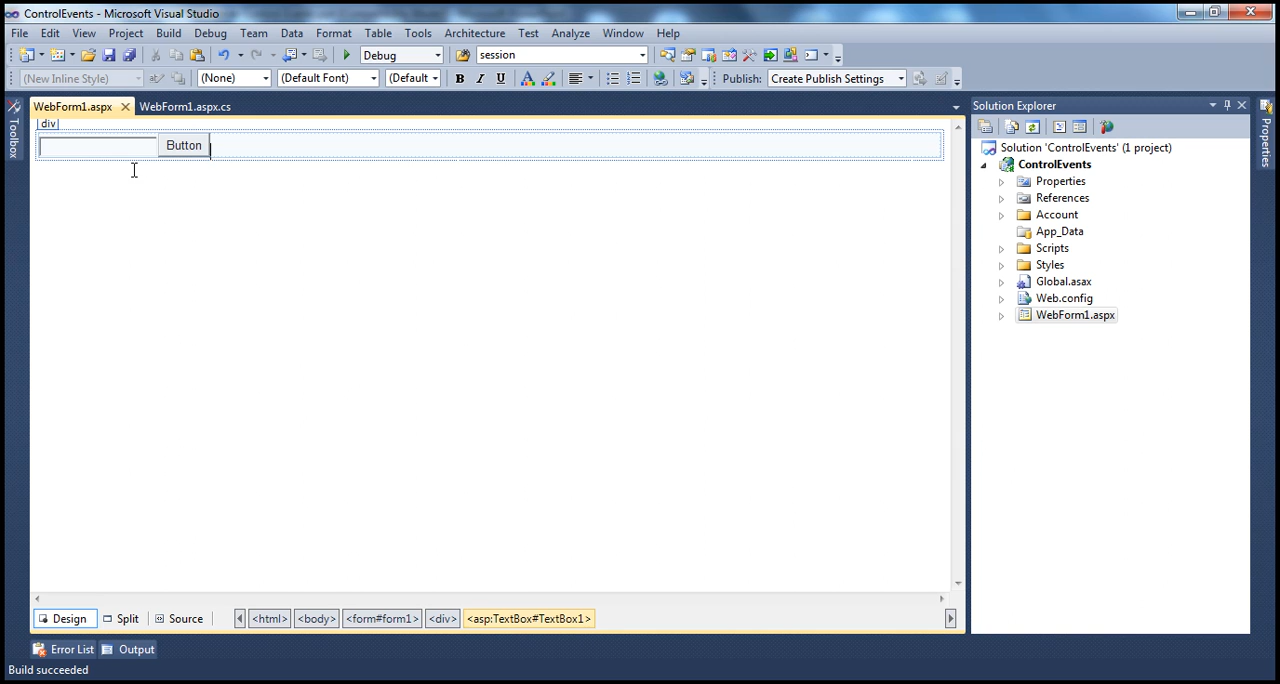 ControlEvents - Microsoft Visual Studio
File Edit View Project Build Debug Team Data Format Table Tools Architecture Test Analyze Window Help
Debug session
(New Inline Style) (None) (Default Font) (Default B I U A Publish: Create Publish Settings
Toolbox
WebForm1.aspx WebForm1.aspx.cs
div
Button
Solution Explorer
Solution 'ControlEvents' (1 project)
ControlEvents
Properties
References
Account
App_Data
Scripts
Styles
Global.asax
Web.config
WebForm1.aspx
Properties
Design Split Source <html> <body> <form#form1> <div> <asp:TextBox#TextBox1>
Error List Output
Build succeeded